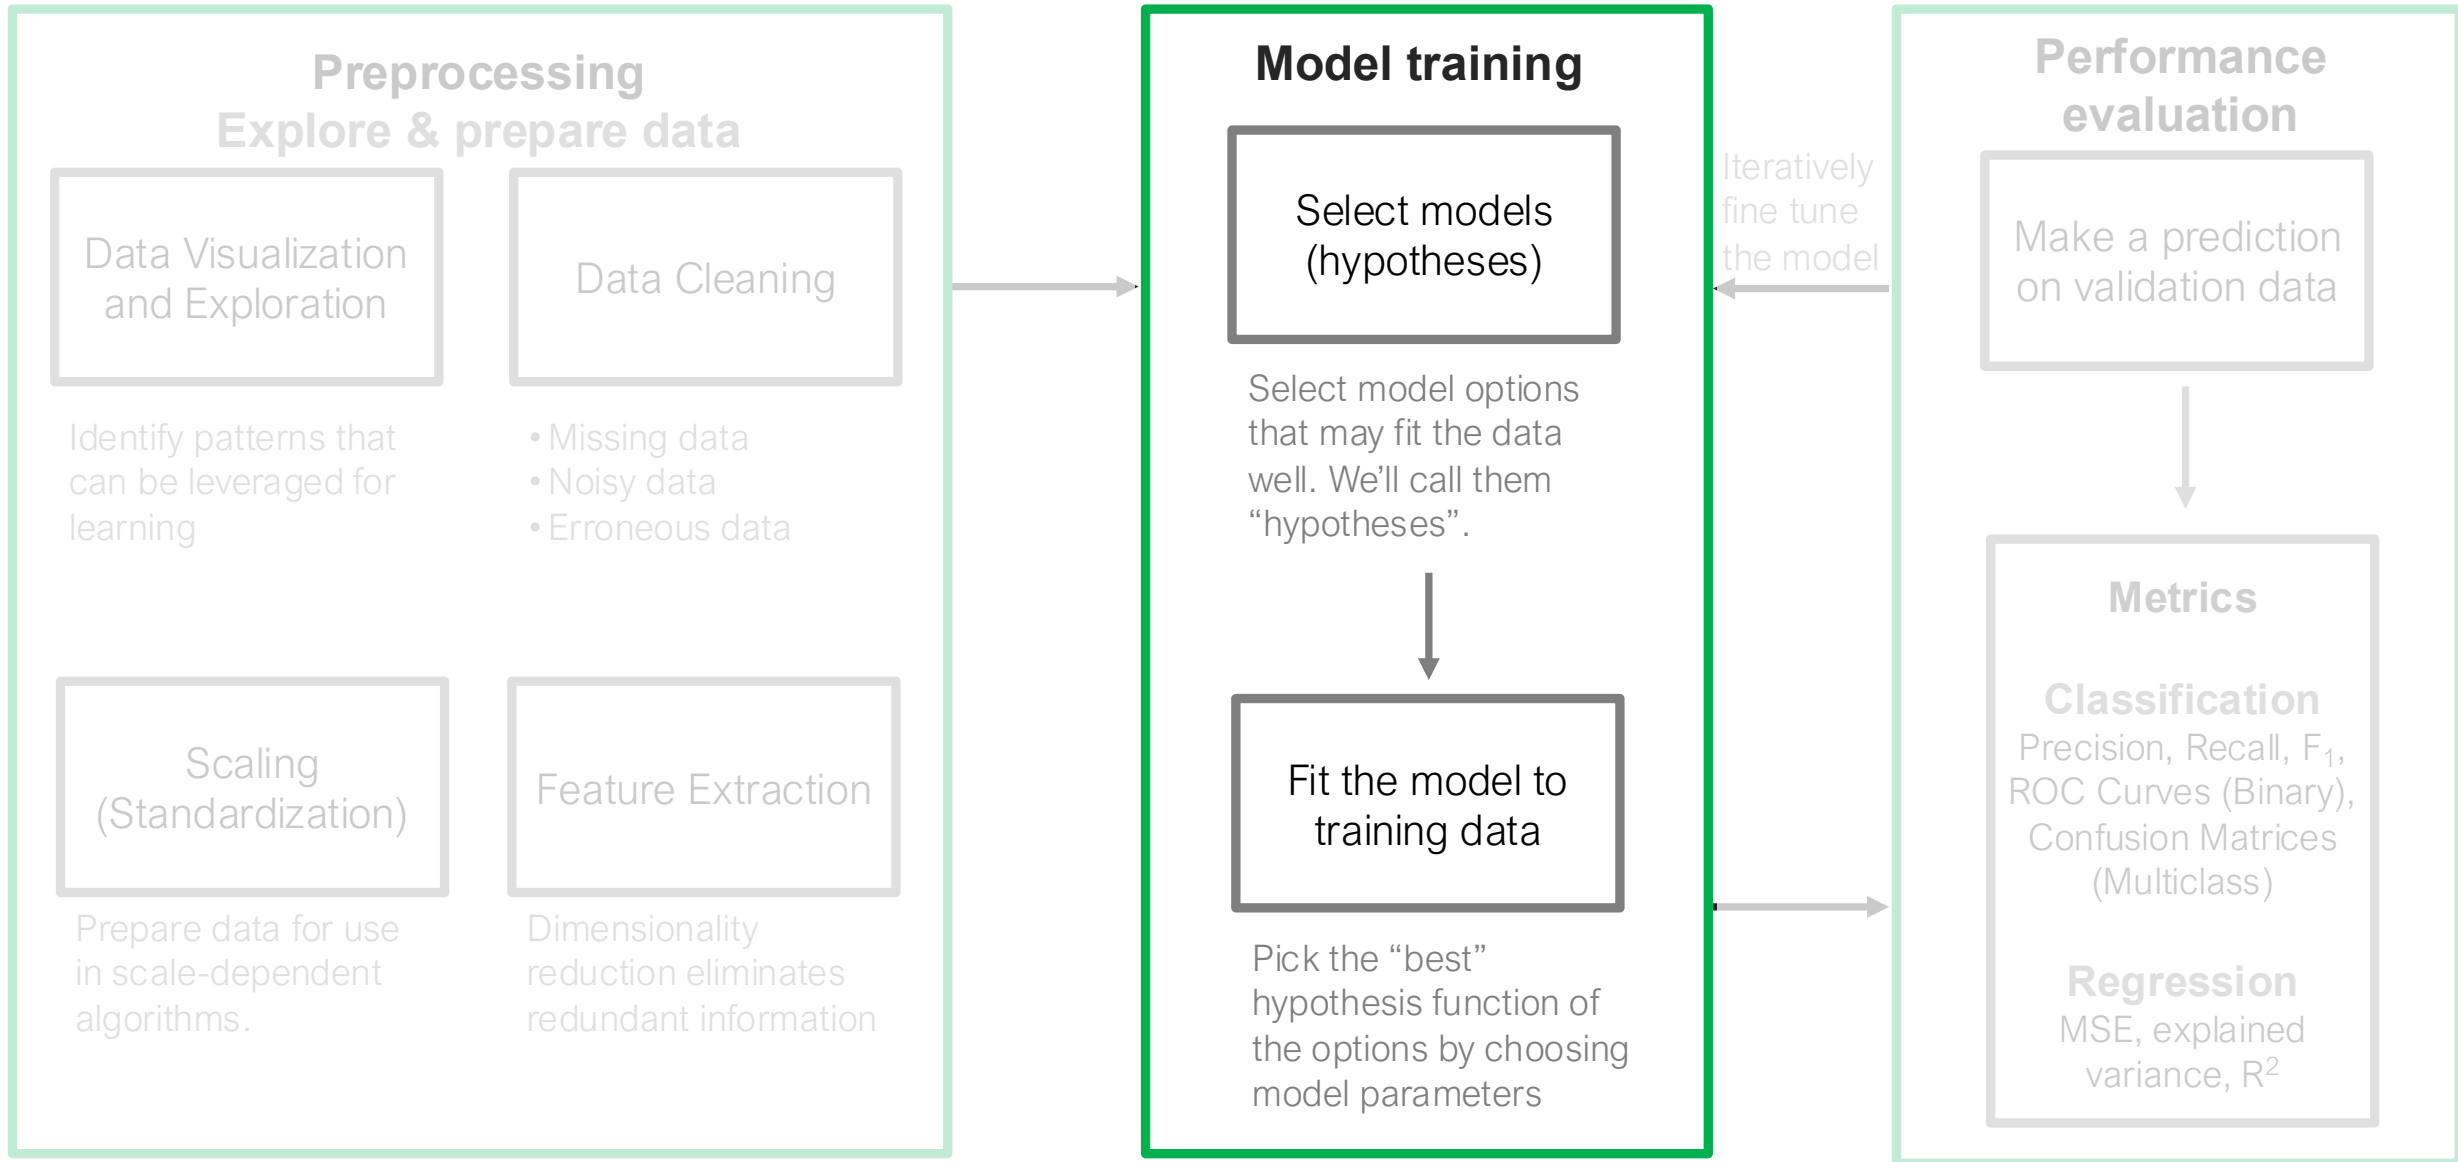 Preprocessing
Explore & prepare data
Data Visualization
and Exploration
Identify patterns that
can be leveraged for
learning
Data Cleaning
• Missing data
• Noisy data
• Erroneous data
Scaling
(Standardization)
Prepare data for use
in scale-dependent
algorithms.
Feature Extraction
Dimensionality
reduction eliminates
redundant information
Model training
Select models
(hypotheses)
Select model options
that may fit the data
well. We’ll call them
“hypotheses”.
Fit the model to
training data
Pick the “best”
hypothesis function of
the options by choosing
model parameters
Iteratively
fine tune
the model
Performance
evaluation
Make a prediction
on validation data
Metrics
Classification
Precision, Recall, F₁,
ROC Curves (Binary),
Confusion Matrices
(Multiclass)
Regression
MSE, explained
variance, R²